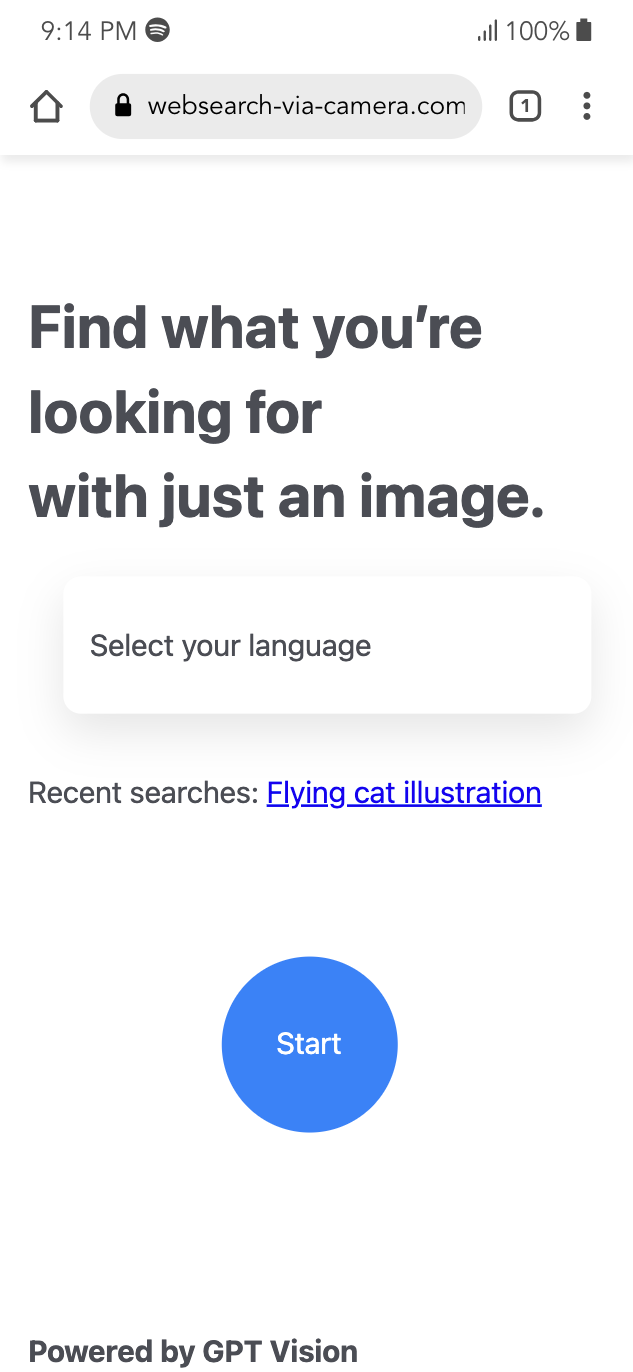 9:14 PM 100%
websearch-via-camera.com 1
Find what you’re
looking for
with just an image.
Select your language
Recent searches: Flying cat illustration
Start
Powered by GPT Vision